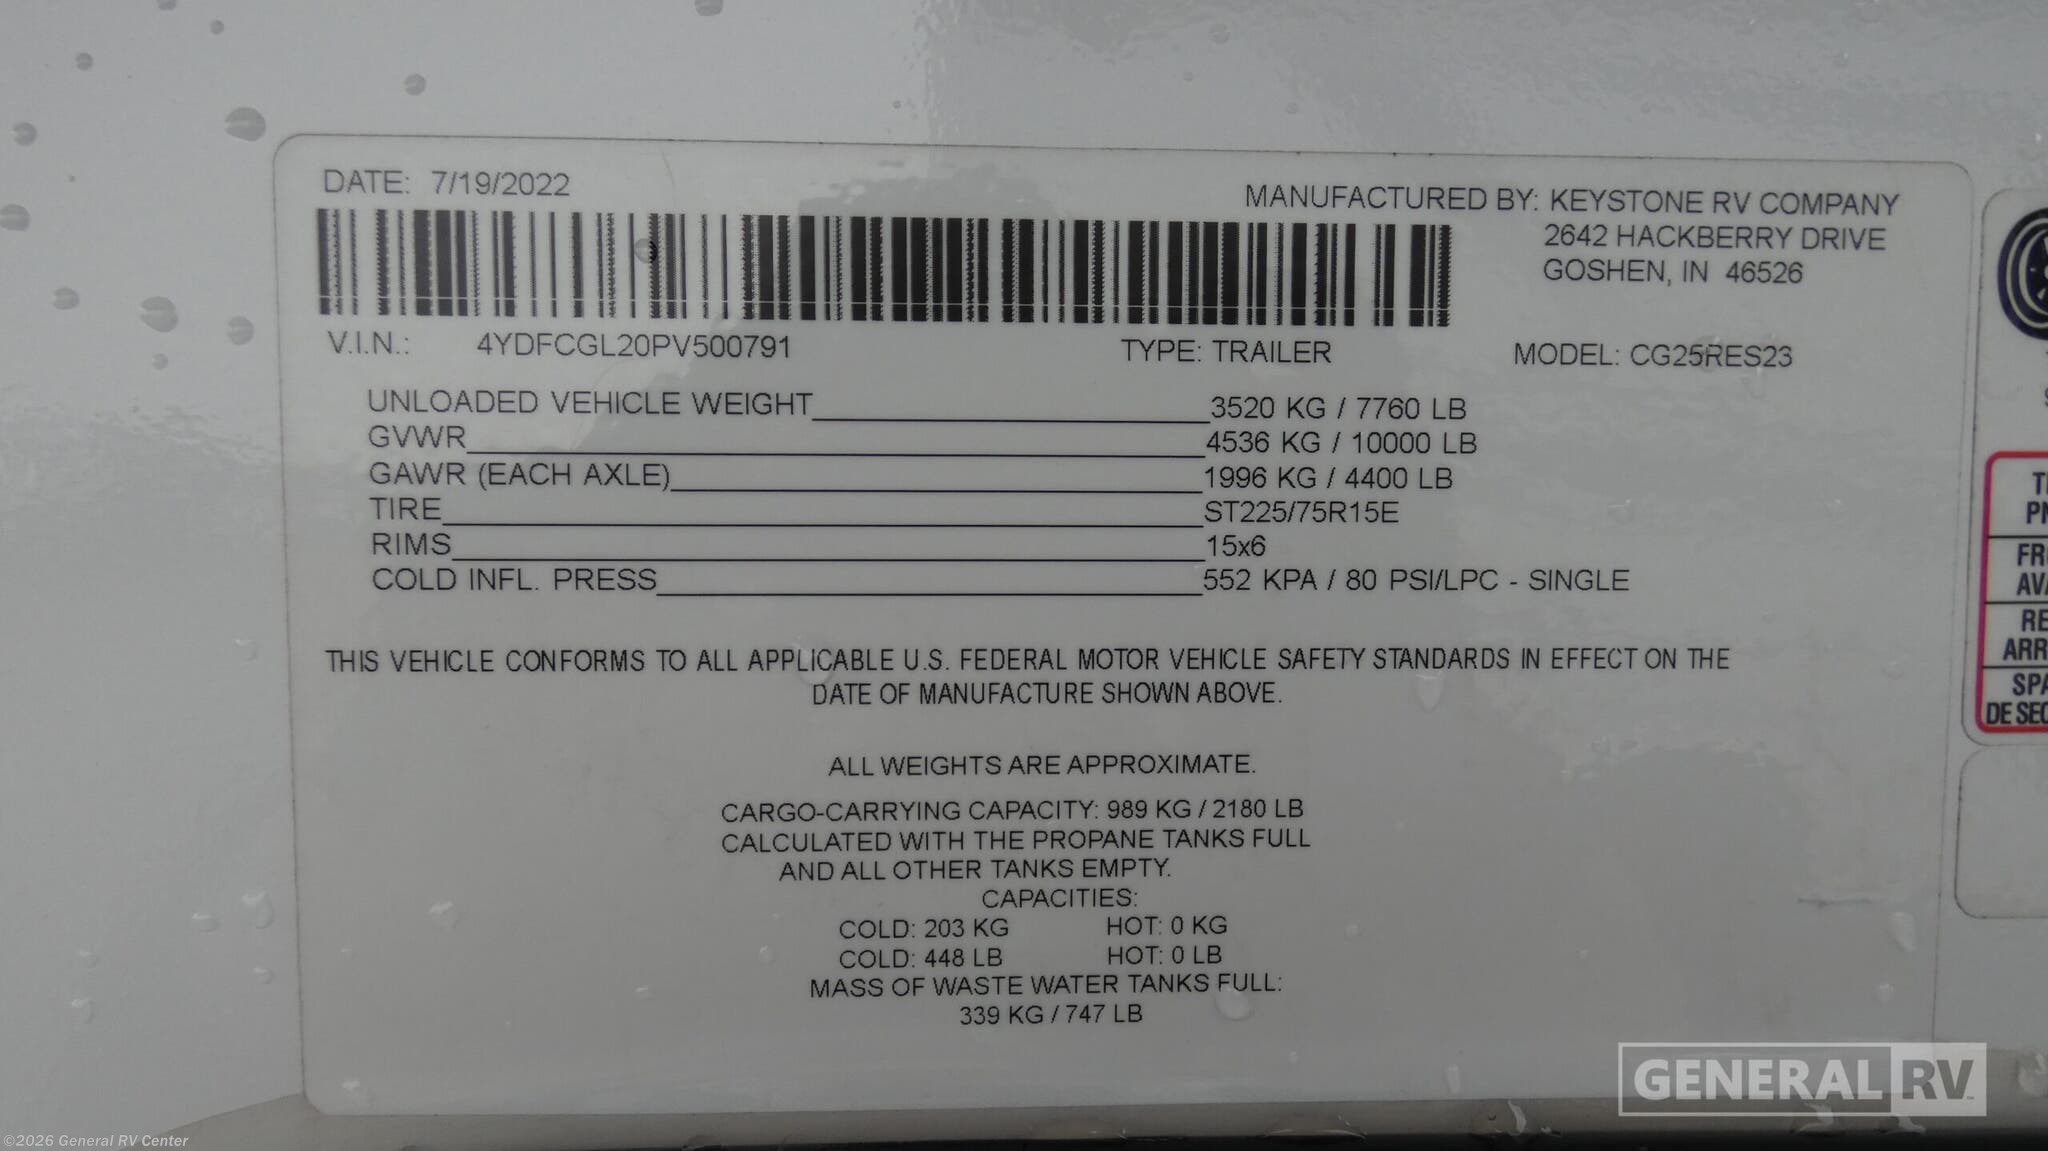 DATE: 7/19/2022
MANUFACTURED BY: KEYSTONE RV COMPANY
2642 HACKBERRY DRIVE
GOSHEN, IN 46526
V.I.N.: 4YDFCGL20PV500791 TYPE: TRAILER MODEL: CG25RES23
UNLOADED VEHICLE WEIGHT 3520 KG / 7760 LB
GVWR 4536 KG / 10000 LB
GAWR (EACH AXLE) 1996 KG / 4400 LB
TIRE ST225/75R15E
RIMS 15x6
COLD INFL. PRESS 552 KPA / 80 PSI/LPC - SINGLE
THIS VEHICLE CONFORMS TO ALL APPLICABLE U.S. FEDERAL MOTOR VEHICLE SAFETY STANDARDS IN EFFECT ON THE
DATE OF MANUFACTURE SHOWN ABOVE.
ALL WEIGHTS ARE APPROXIMATE.
CARGO-CARRYING CAPACITY: 989 KG / 2180 LB
CALCULATED WITH THE PROPANE TANKS FULL
AND ALL OTHER TANKS EMPTY.
CAPACITIES:
COLD: 203 KG HOT: 0 KG
COLD: 448 LB HOT: 0 LB
MASS OF WASTE WATER TANKS FULL:
339 KG / 747 LB
DE
GENERAL RV
©2026 General RV Center